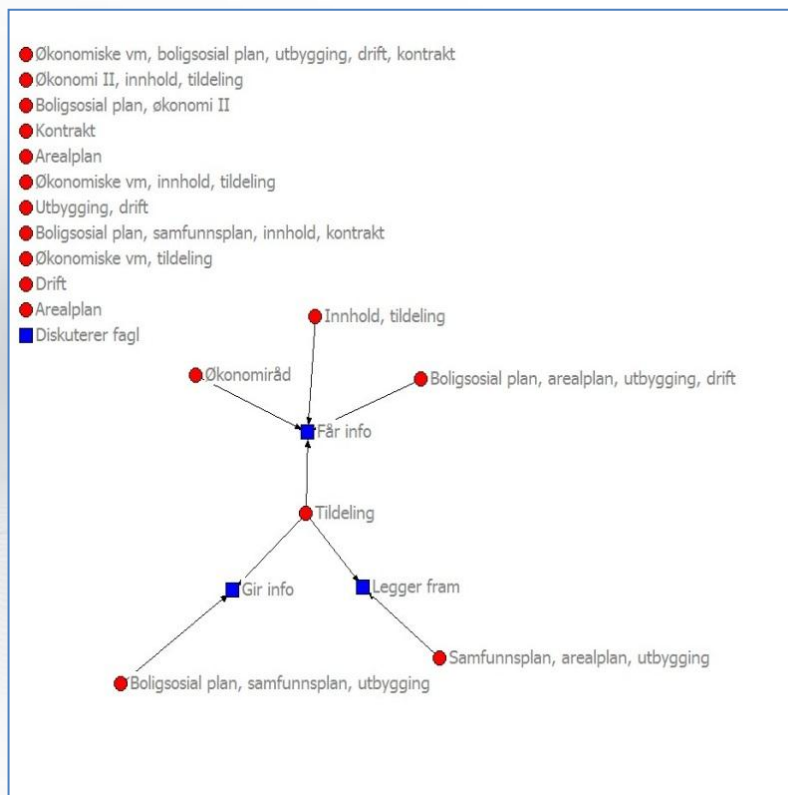 Økonomiske vm, boligsosial plan, utbygging, drift, kontrakt
Økonomi II, innhold, tildeling
Boligsosial plan, økonomi II
Kontrakt
Arealplan
Økonomiske vm, innhold, tildeling
Utbygging, drift
Boligsosial plan, samfunnsplan, innhold, kontrakt
Økonomiske vm, tildeling
Drift
Arealplan
Diskuterer fagl
Innhold, tildeling
Økonomiråd
Boligsosial plan, arealplan, utbygging, drift
Får info
Tildeling
Gir info
Legger fram
Samfunnsplan, arealplan, utbygging
Boligsosial plan, samfunnsplan, utbygging